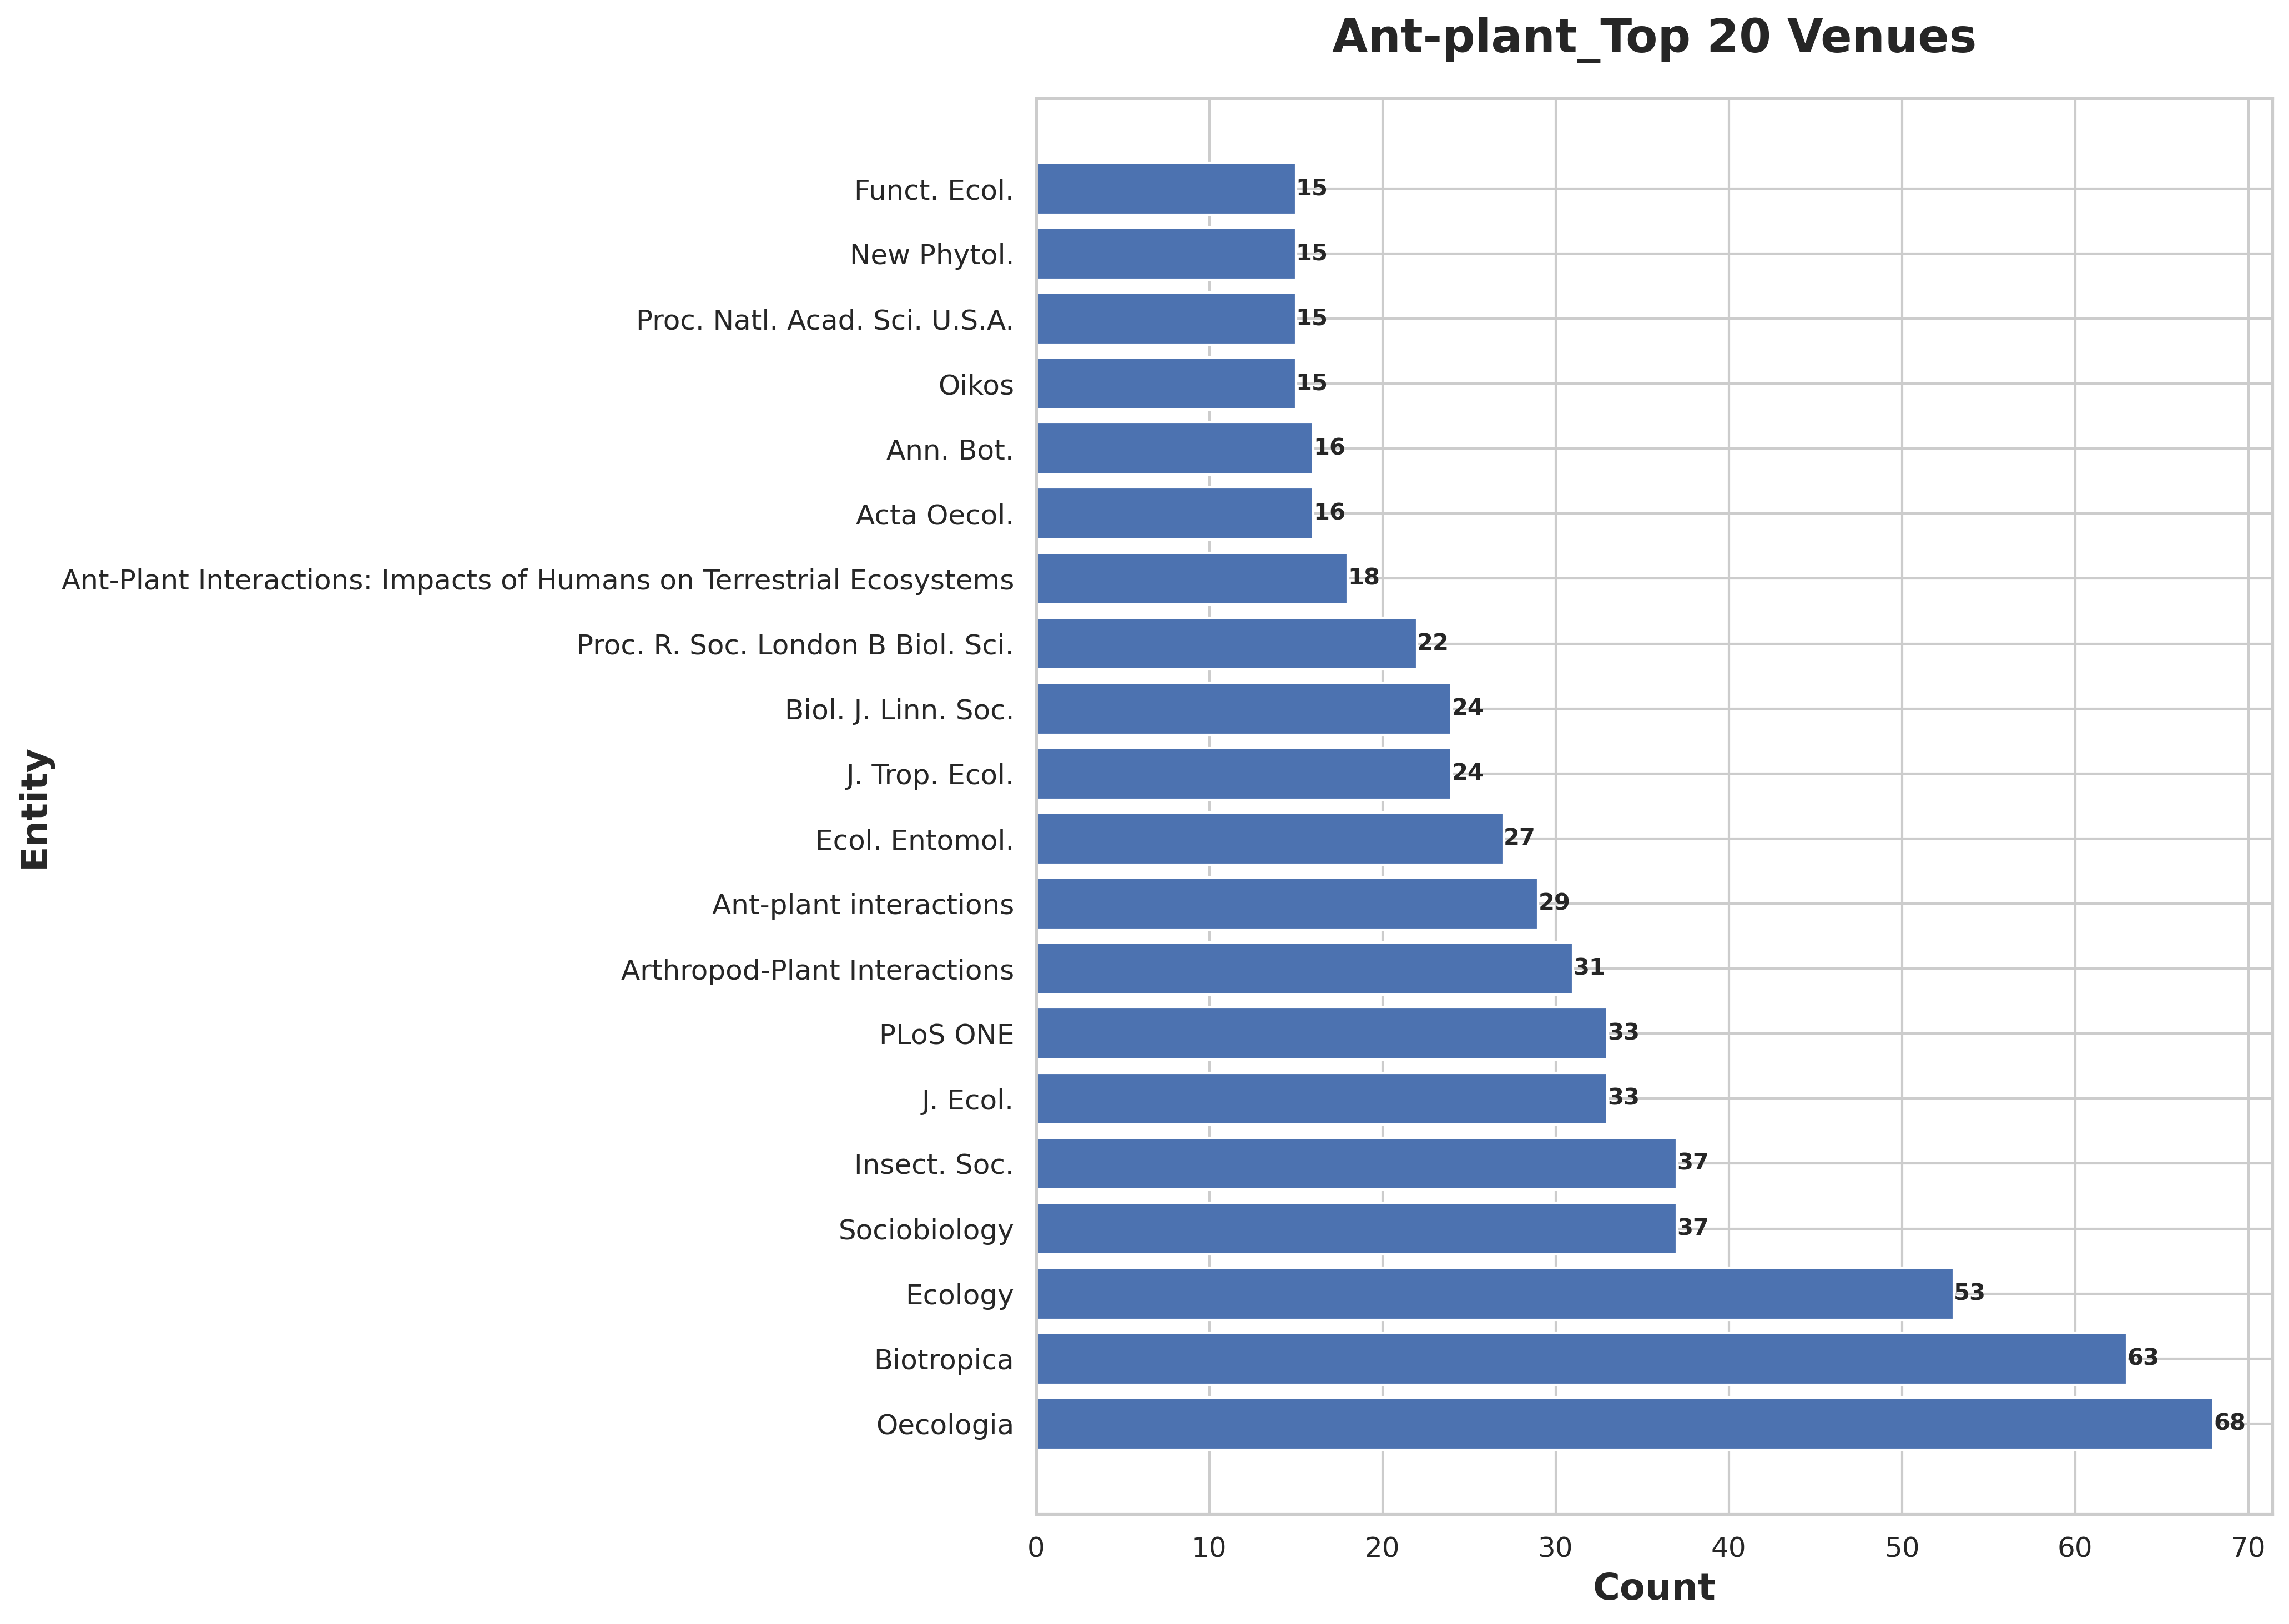 Ant-plant_Top 20 Venues
Entity
Funct. Ecol. 15
New Phytol. 15
Proc. Natl. Acad. Sci. U.S.A. 15
Oikos 15
Ann. Bot. 16
Acta Oecol. 16
Ant-Plant Interactions: Impacts of Humans on Terrestrial Ecosystems 18
Proc. R. Soc. London B Biol. Sci. 22
Biol. J. Linn. Soc. 24
J. Trop. Ecol. 24
Ecol. Entomol. 27
Ant-plant interactions 29
Arthropod-Plant Interactions 31
PLoS ONE 33
J. Ecol. 33
Insect. Soc. 37
Sociobiology 37
Ecology 53
Biotropica 63
Oecologia 68
0 10 20 30 40 50 60 70
Count